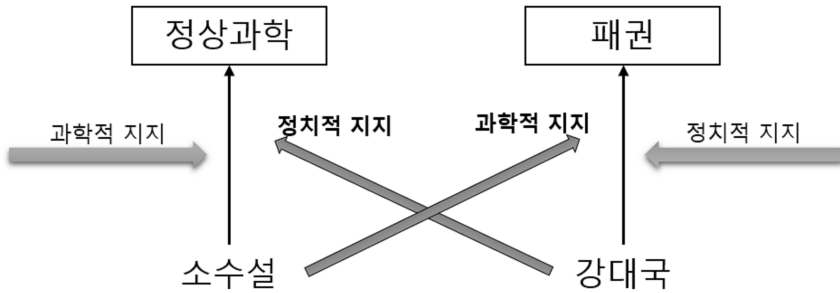 정상과학
패권
과학적 지지
정치적 지지
과학적 지지
정치적 지지
소수설
강대국